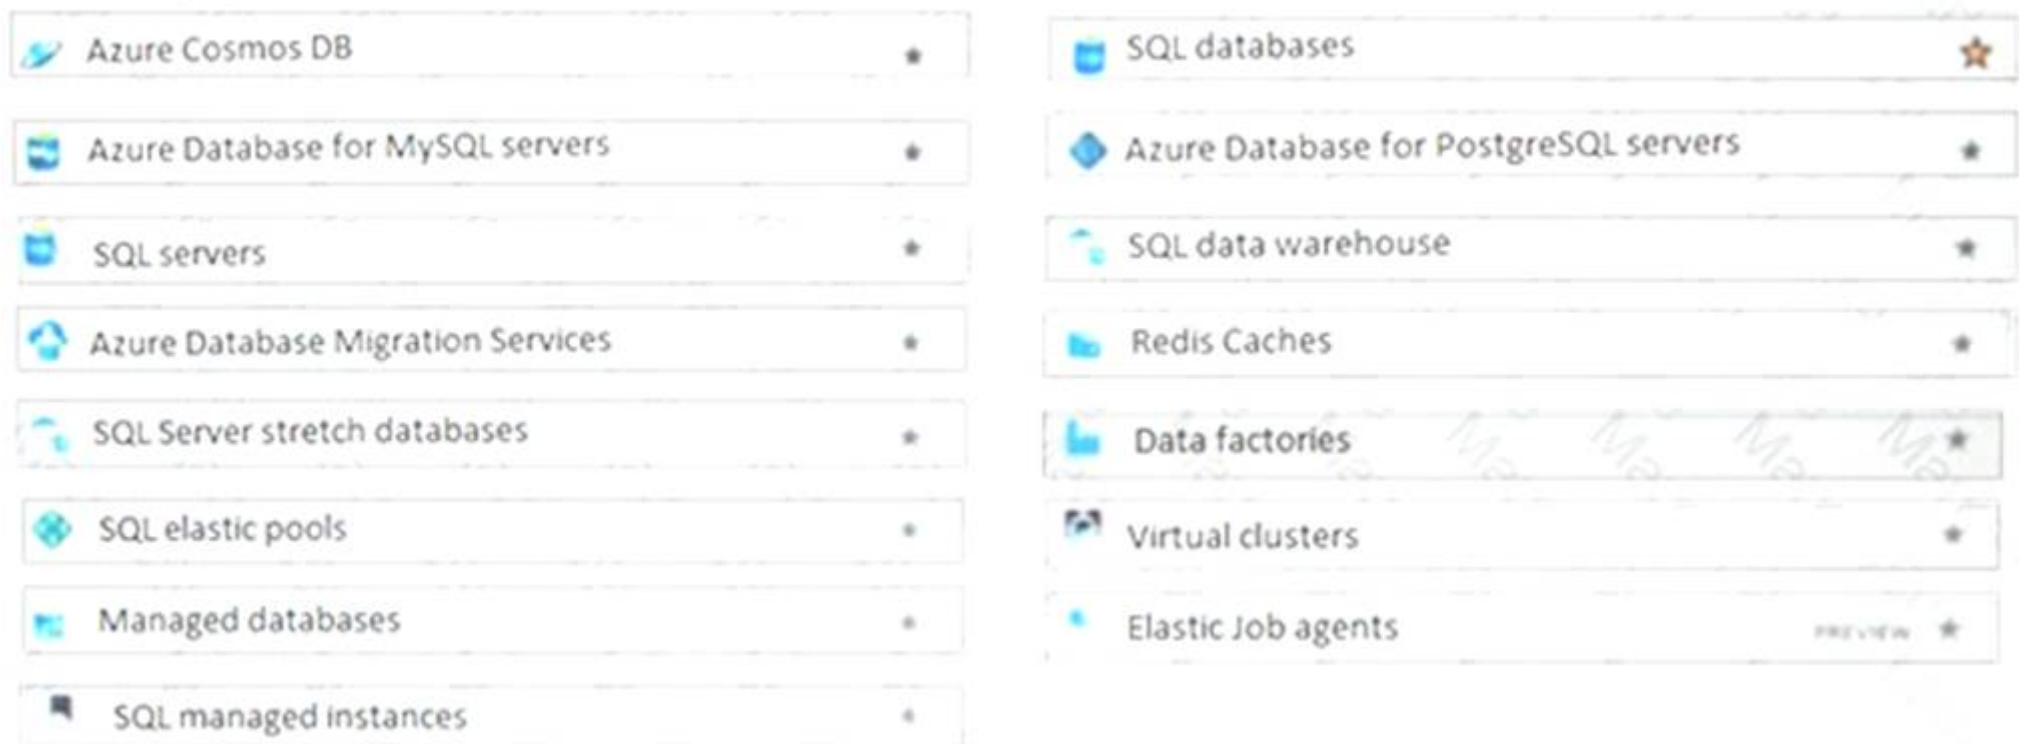 Azure Cosmos DB
SQL databases
Azure Database for MySQL servers
Azure Database for PostgreSQL servers
SQL servers
SQL data warehouse
Azure Database Migration Services
Redis Caches
SQL Server stretch databases
Data factories
SQL elastic pools
Virtual clusters
Managed databases
Elastic Job agents
PREVIEW
SQL managed instances